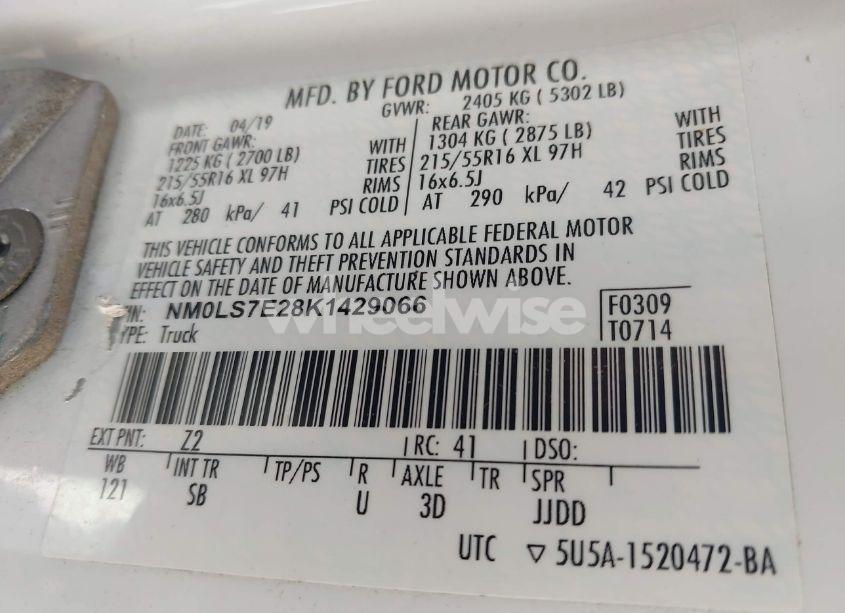 MFD. BY FORD MOTOR CO.
DATE: 04/19 GVWR: 2405 KG ( 5302 LB)
FRONT GAWR: REAR GAWR:
1225 KG ( 2700 LB) WITH 1304 KG ( 2875 LB) WITH
215/55R16 XL 97H TIRES 215/55R16 XL 97H TIRES
16x6.5J RIMS 16x6.5J RIMS
AT 280 kPa/ 41 PSI COLD AT 290 kPa/ 42 PSI COLD
THIS VEHICLE CONFORMS TO ALL APPLICABLE FEDERAL MOTOR
VEHICLE SAFETY AND THEFT PREVENTION STANDARDS IN
EFFECT ON THE DATE OF MANUFACTURE SHOWN ABOVE.
IN: NM0LS7E28K1429066 F0309
YPE: Truck T0714
wheelwise
EXT PNT: Z2 RC: 41 DSO:
WB INT TR TP/PS R AXLE TR SPR
121 SB U 3D JJDD
UTC ▽ 5U5A-1520472-BA